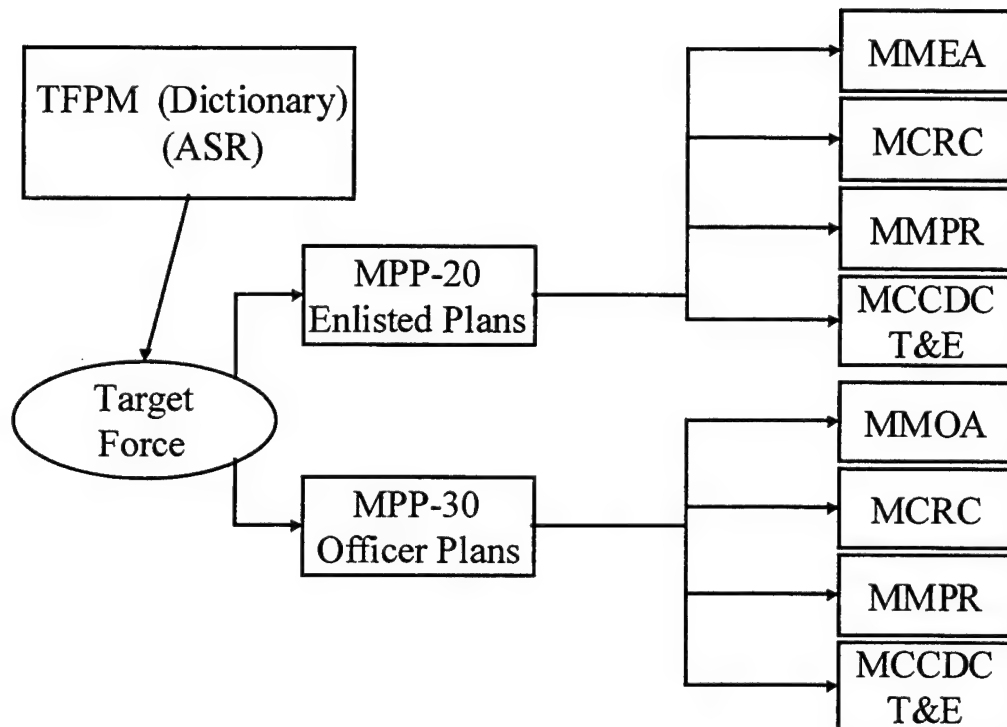 TFPM (Dictionary)
(ASR)
Target
Force
MPP-20
Enlisted Plans
MPP-30
Officer Plans
MMEA
MCRC
MMPR
MCCDC
T&E
MMOA
MCRC
MMPR
MCCDC
T&E